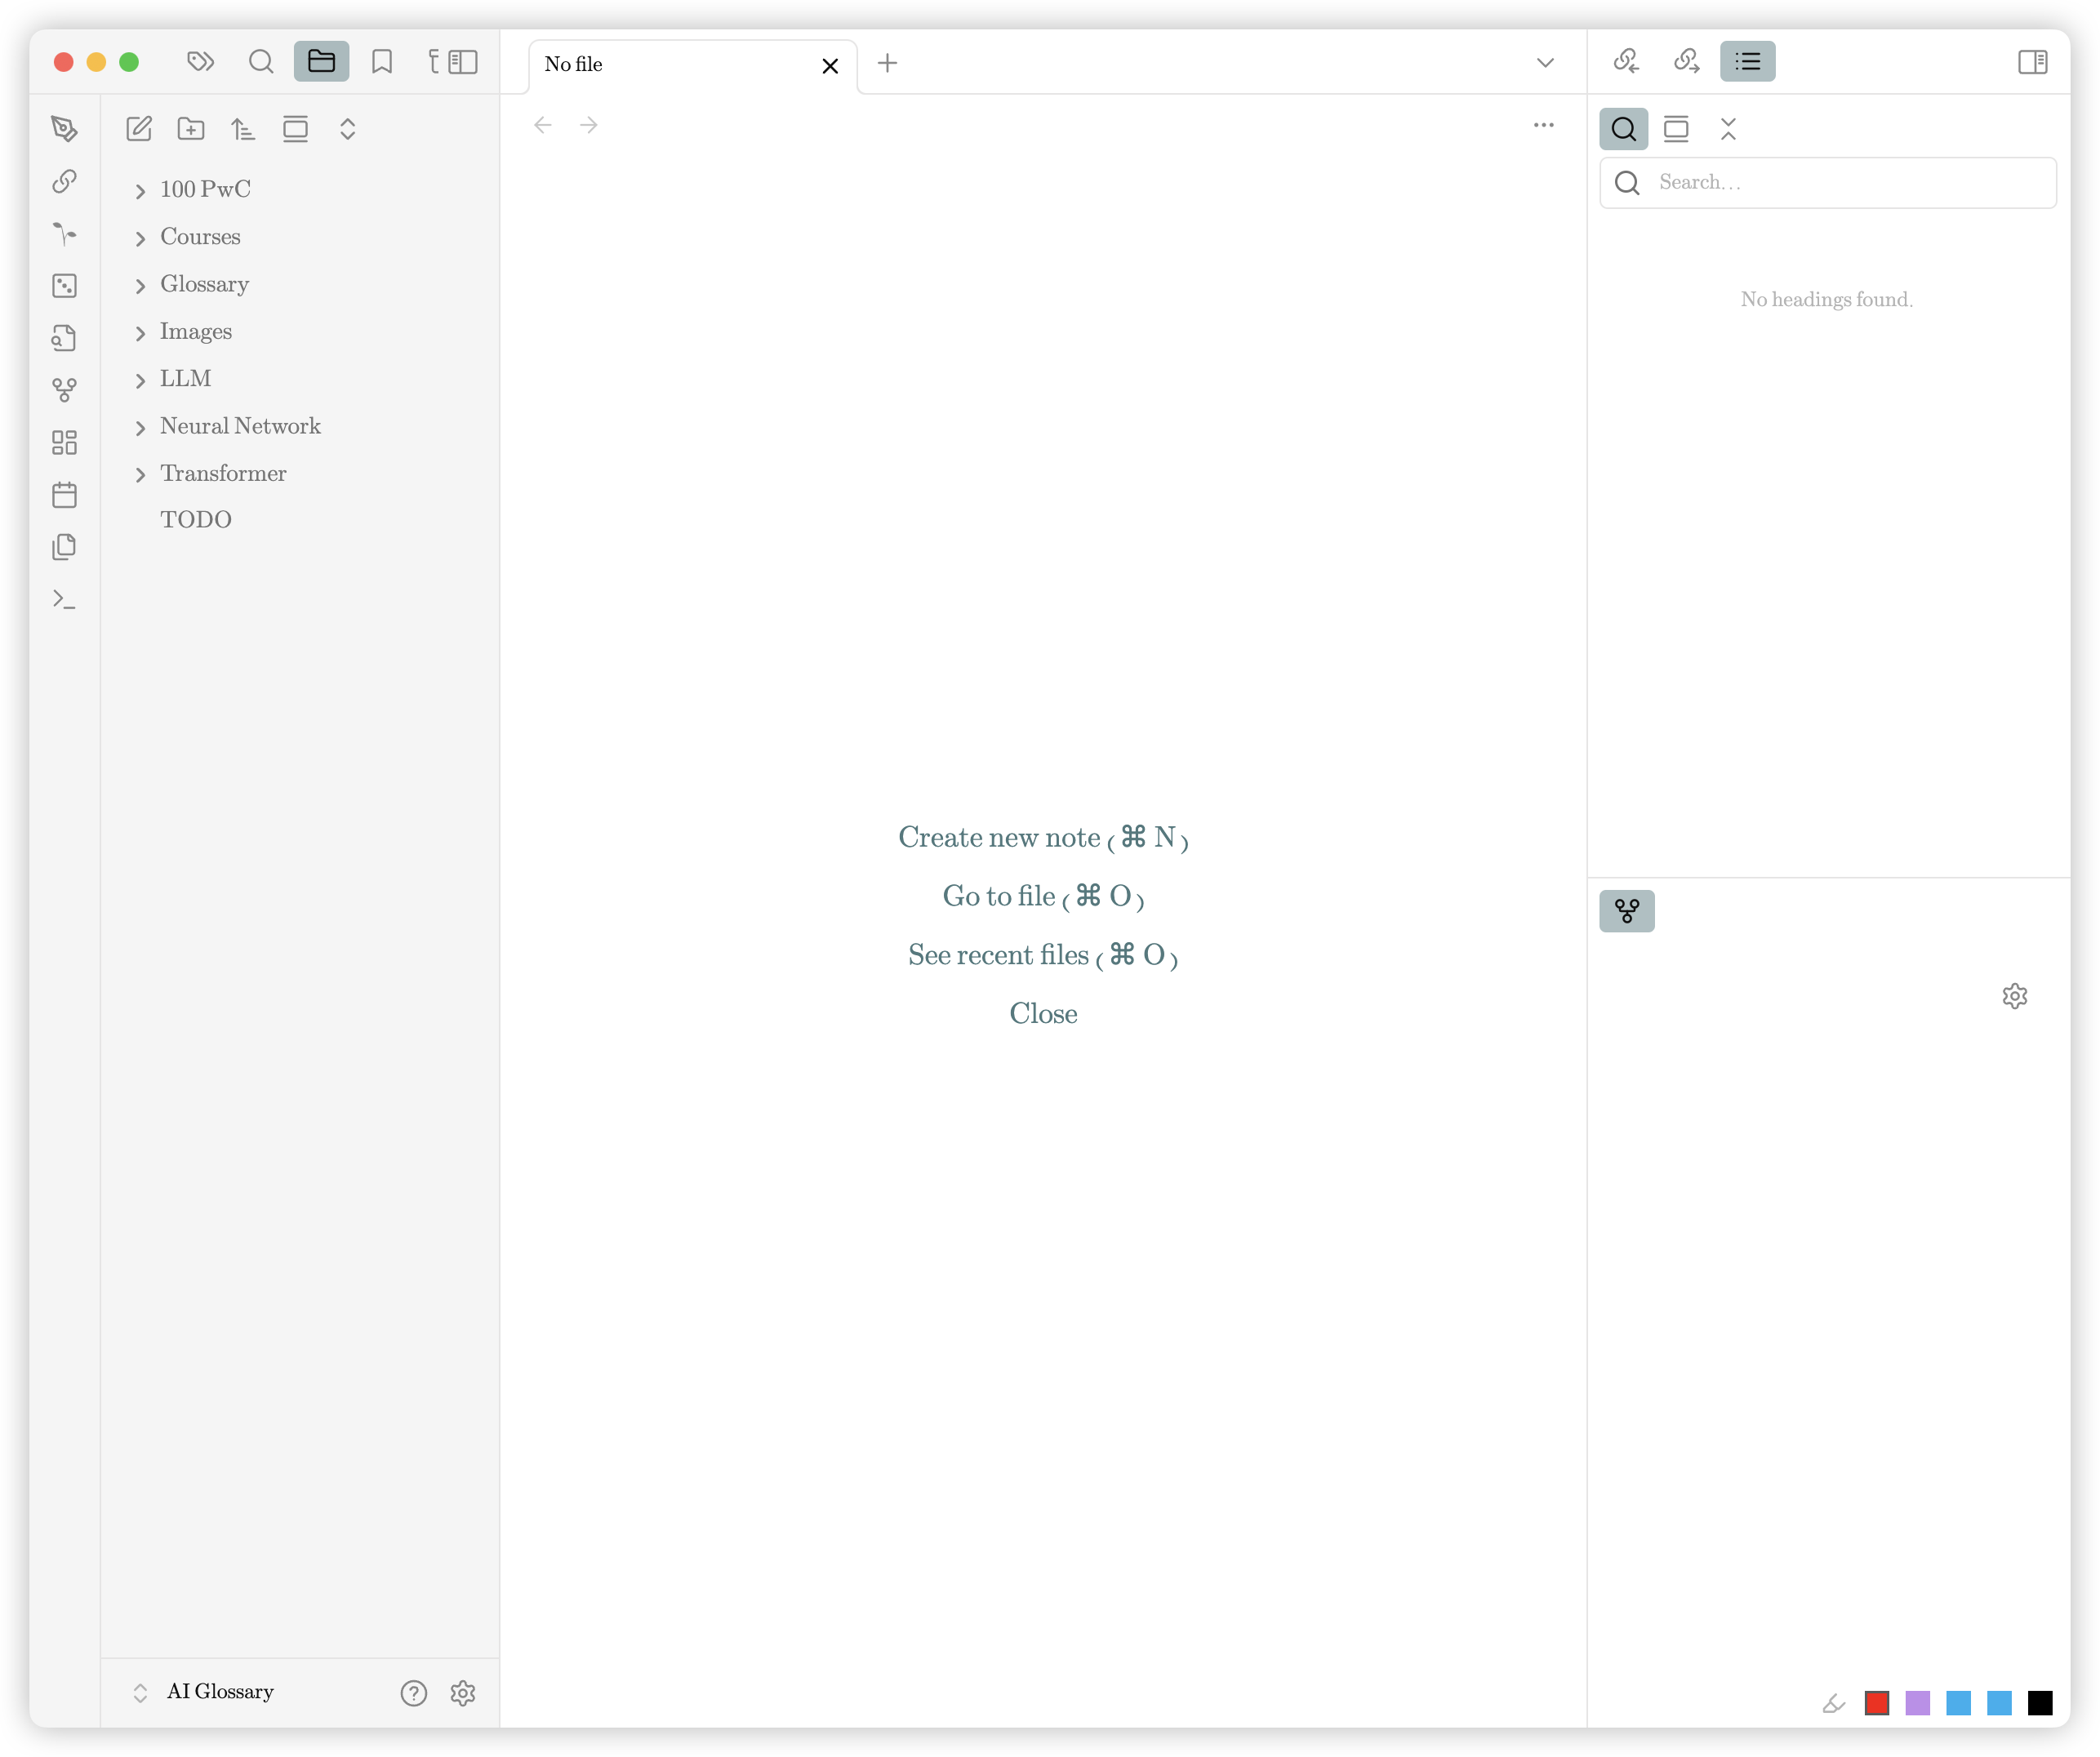 No file
100 PwC
Courses
Glossary
Images
LLM
Neural Network
Transformer
TODO
AI Glossary
Create new note (⌘ N)
Go to file (⌘ O)
See recent files (⌘ O)
Close
Search...
No headings found.